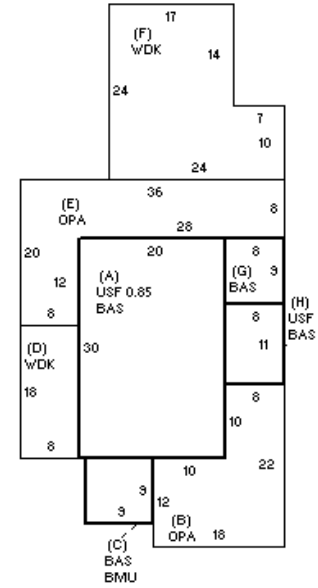 17
(F)
WDK
14
24
7
10
24
36
(E)
OPA
8
28
20
20
8
(A)
USF 0.85
BAS
(G)
BAS
9
12
8
8
(H)
USF
BAS
(D)
WDK
30
11
18
8
10
8
10
22
9
12
9
(B)
OPA
18
(C)
BAS
BMU